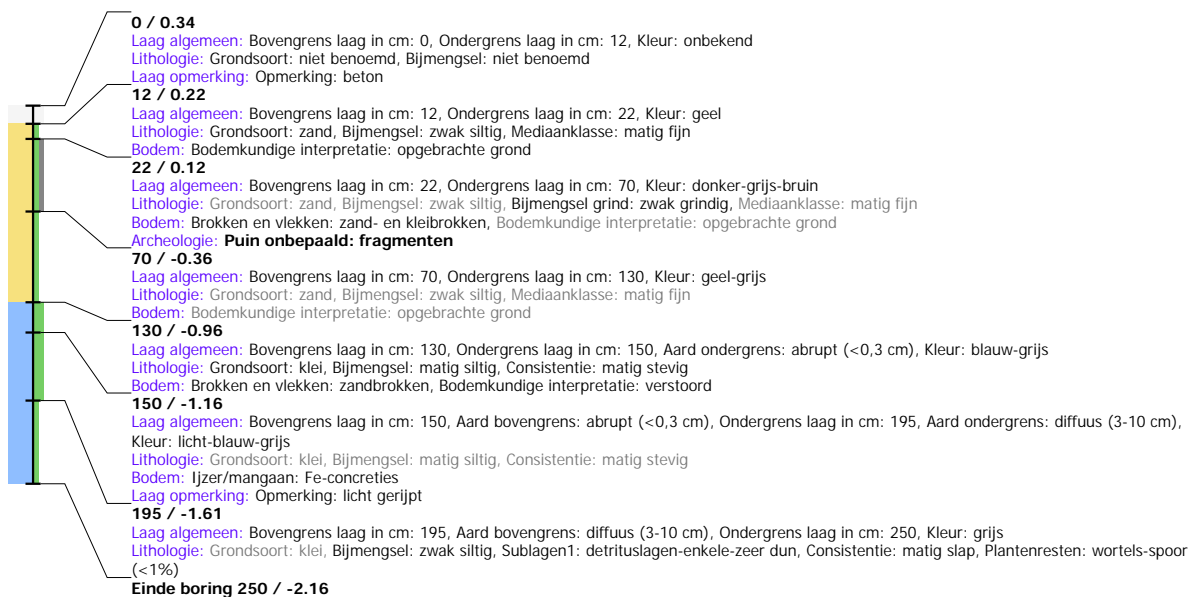 0 / 0.34
Laag algemeen: Bovengrens laag in cm: 0, Ondergrens laag in cm: 12, Kleur: onbekend
Lithologie: Grondsoort: niet benoemd, Bijmengsel: niet benoemd
Laag opmerking: Opmerking: beton
12 / 0.22
Laag algemeen: Bovengrens laag in cm: 12, Ondergrens laag in cm: 22, Kleur: geel
Lithologie: Grondsoort: zand, Bijmengsel: zwak siltig, Mediaanklasse: matig fijn
Bodem: Bodemkundige interpretatie: opgebrachte grond
22 / 0.12
Laag algemeen: Bovengrens laag in cm: 22, Ondergrens laag in cm: 70, Kleur: donker-grijs-bruin
Lithologie: Grondsoort: zand, Bijmengsel: zwak siltig, Bijmengsel grind: zwak grindig, Mediaanklasse: matig fijn
Bodem: Brokken en vlekken: zand- en kleibrokken, Bodemkundige interpretatie: opgebrachte grond
Archeologie: Puin onbepaald: fragmenten
70 / -0.36
Laag algemeen: Bovengrens laag in cm: 70, Ondergrens laag in cm: 130, Kleur: geel-grijs
Lithologie: Grondsoort: zand, Bijmengsel: zwak siltig, Mediaanklasse: matig fijn
Bodem: Bodemkundige interpretatie: opgebrachte grond
130 / -0.96
Laag algemeen: Bovengrens laag in cm: 130, Ondergrens laag in cm: 150, Aard ondergrens: abrupt (<0,3 cm), Kleur: blauw-grijs
Lithologie: Grondsoort: klei, Bijmengsel: matig siltig, Consistentie: matig stevig
Bodem: Brokken en vlekken: zandbrokken, Bodemkundige interpretatie: verstoord
150 / -1.16
Laag algemeen: Bovengrens laag in cm: 150, Aard bovengrens: abrupt (<0,3 cm), Ondergrens laag in cm: 195, Aard ondergrens: diffuus (3-10 cm),
Kleur: licht-blauw-grijs
Lithologie: Grondsoort: klei, Bijmengsel: matig siltig, Consistentie: matig stevig
Bodem: Ijzer/mangaan: Fe-concreties
Laag opmerking: Opmerking: licht gerijpt
195 / -1.61
Laag algemeen: Bovengrens laag in cm: 195, Aard bovengrens: diffuus (3-10 cm), Ondergrens laag in cm: 250, Kleur: grijs
Lithologie: Grondsoort: klei, Bijmengsel: zwak siltig, Sublagen1: detrituslagen-enkele-zeer dun, Consistentie: matig slap, Plantenresten: wortels-spoor
(<1%)
Einde boring 250 / -2.16